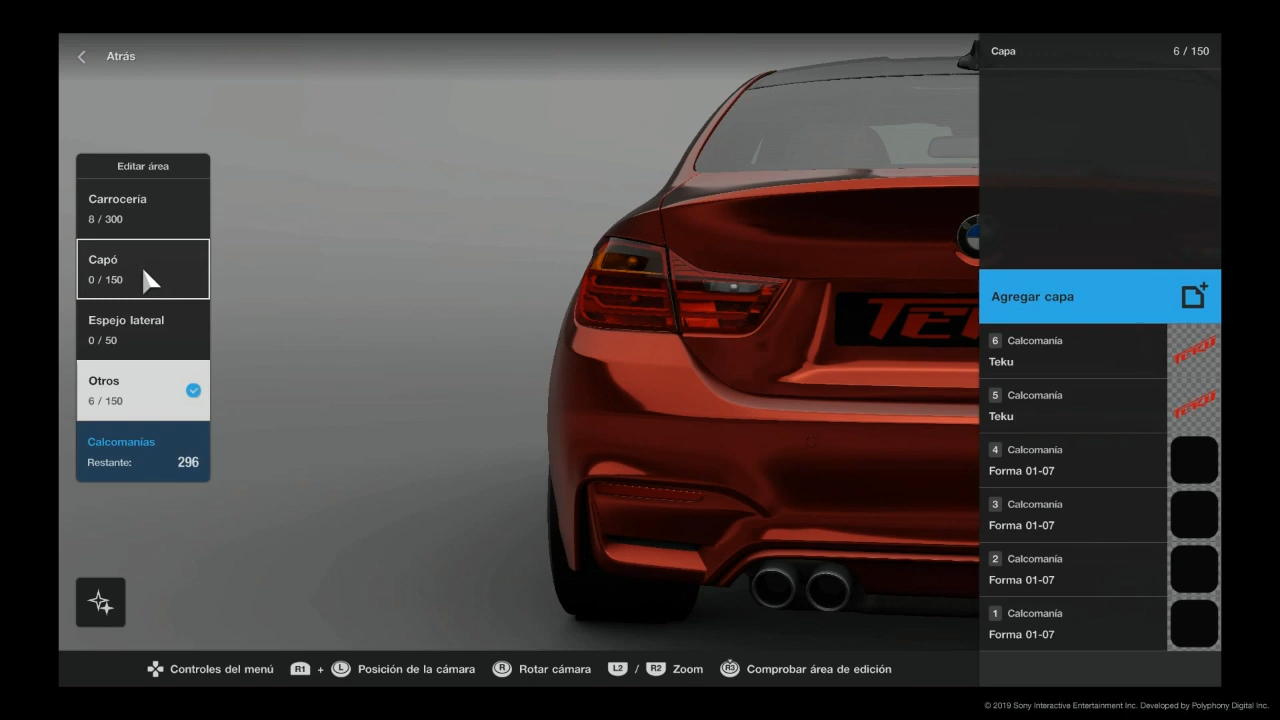 Atrás
Capa
6 / 150
Editar área
Carrocería
8 / 300
Capó
0 / 150
Espejo lateral
0 / 50
Otros
6 / 150
Calcomanías
Restante: 296
Agregar capa
6 Calcomanía
Teku
5 Calcomanía
Teku
4 Calcomanía
Forma 01-07
3 Calcomanía
Forma 01-07
2 Calcomanía
Forma 01-07
1 Calcomanía
Forma 01-07
TEKU
TEKU
Controles del menú
R1 + L Posición de la cámara
R Rotar cámara
L2 / R2 Zoom
R3 Comprobar área de edición
© 2019 Sony Interactive Entertainment Inc. Developed by Polyphony Digital Inc.